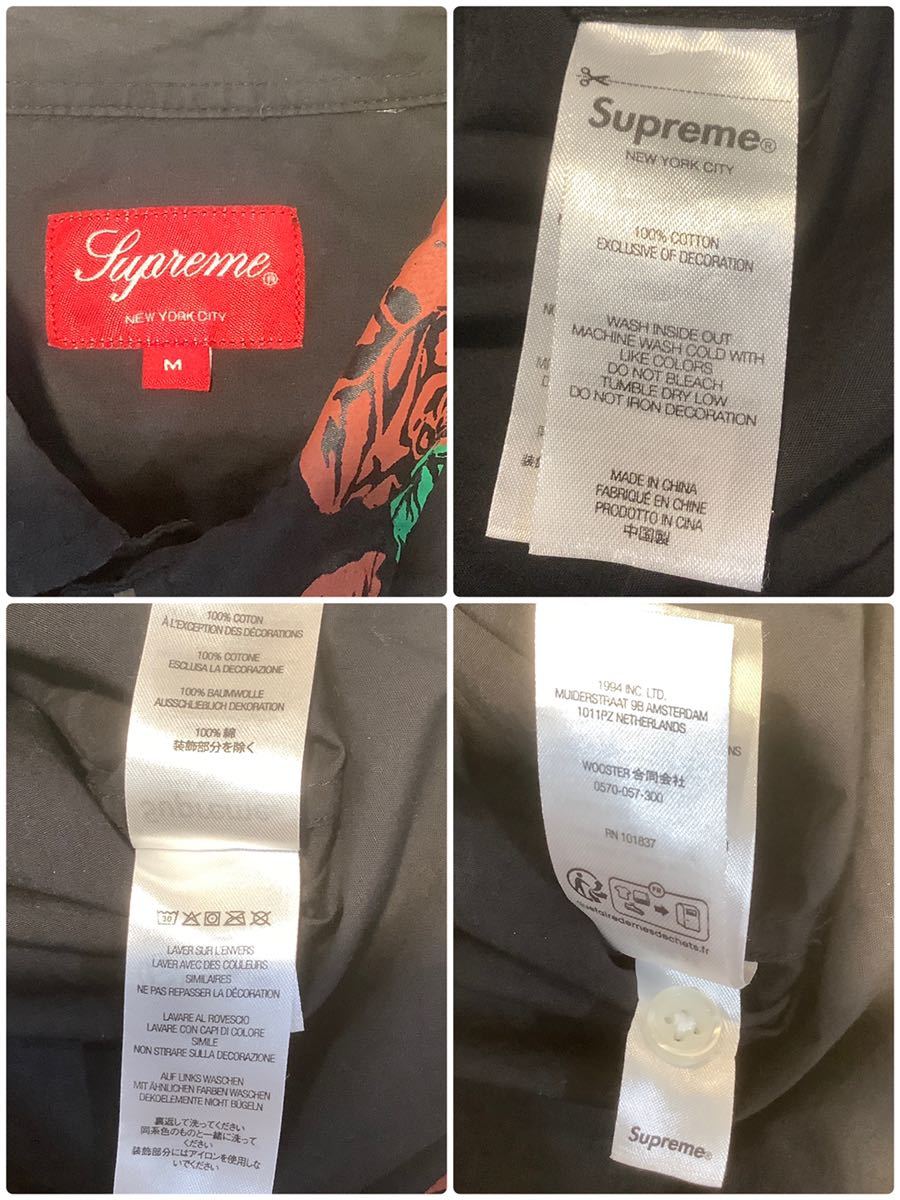 Supreme®
NEW YORK CITY
M
Supreme®
NEW YORK CITY
100% COTTON
EXCLUSIVE OF DECORATION
WASH INSIDE OUT
MACHINE WASH COLD WITH
LIKE COLORS
DO NOT BLEACH
TUMBLE DRY LOW
DO NOT IRON DECORATION
MADE IN CHINA
FABRIQUÉ EN CHINE
PRODOTTO IN CINA
中国製
100% COTON
À L'EXCEPTION DES DÉCORATIONS
100% COTONE
ESCLUSA LA DECORAZIONE
100% BAUMWOLLE
AUSSCHLIEBLICH DEKORATION
100% 綿
装飾部分を除く
30
LAVER SUR L'ENVERS
LAVER AVEC DES COULEURS
SIMILAIRES
NE PAS REPASSER LA DÉCORATION
LAVARE AL ROVESCIO
LAVARE CON CAPI DI COLORE
SIMILE
NON STIRARE SULLA DECORAZIONE
AUF LINKS WASCHEN
MIT ÄHNLICHEN FARBEN WASCHEN
DEKOELEMENTE NICHT BÜGELN
裏返して洗ってください
同系色のものと一緒に洗って
ください
装飾部分にはアイロンを使用しな
いでください
1994 INC. LTD.
MUIDERSTRAAT 9B AMSTERDAM
1011PZ NETHERLANDS
WOOSTER 合同会社
0570-057-300
RN 101837
FR
quefairedemesdechets.fr
Supreme®